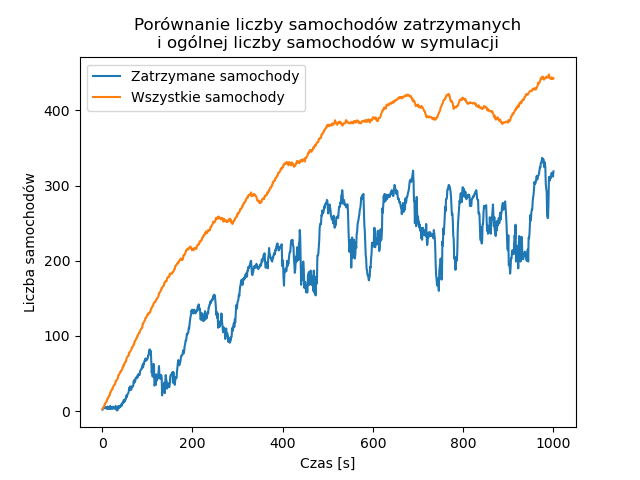 Porównanie liczby samochodów zatrzymanych
i ogólnej liczby samochodów w symulacji
Zatrzymane samochody
Wszystkie samochody
Liczba samochodów
400
300
200
100
0
0 200 400 600 800 1000
Czas [s]